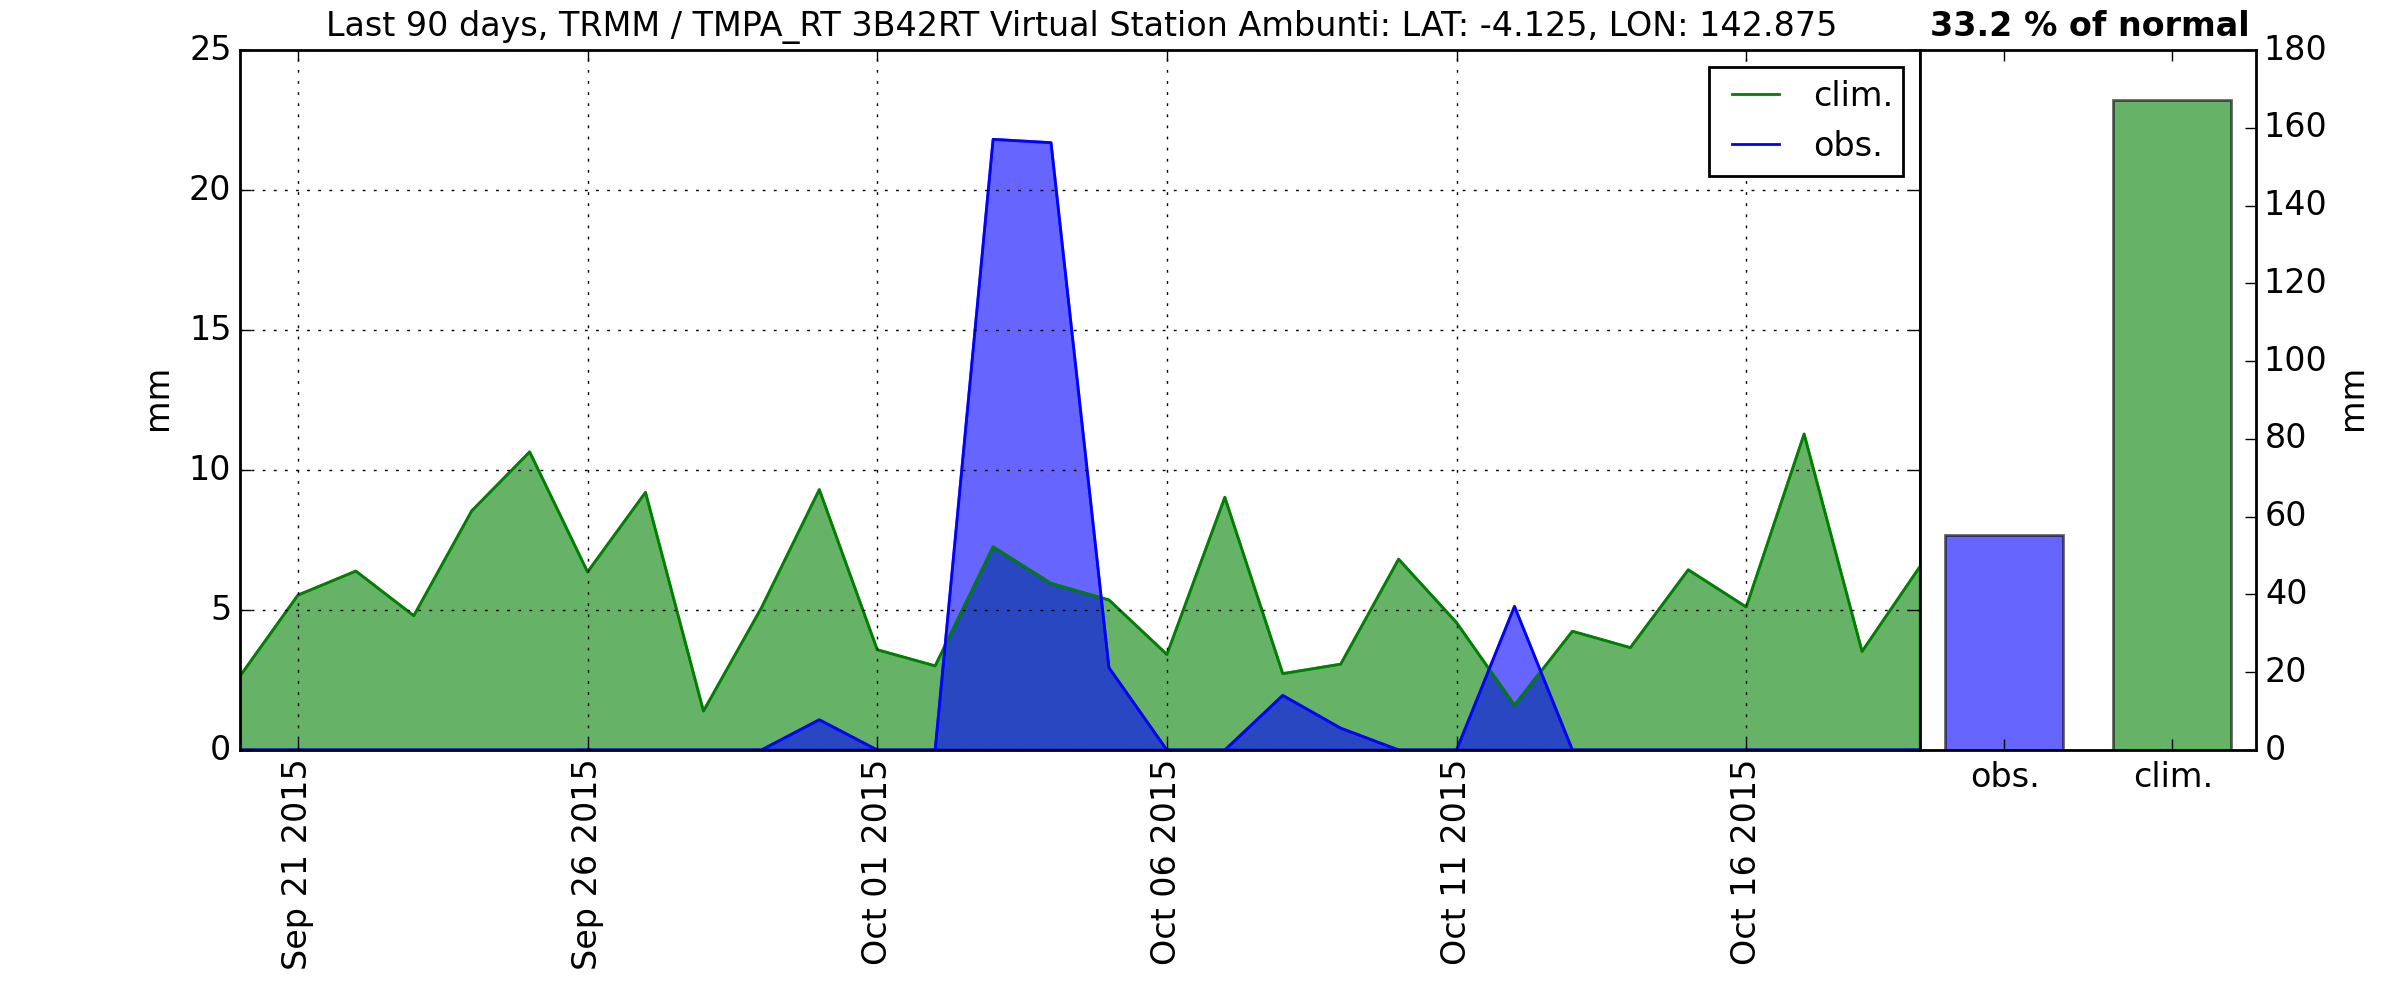 Last 90 days, TRMM / TMPA_RT 3B42RT Virtual Station Ambunti: LAT: -4.125, LON: 142.875
33.2 % of normal
25
20
15
10
5
0
mm
clim.
obs.
180
160
140
120
100
80
60
40
20
0
mm
Sep 21 2015
Sep 26 2015
Oct 01 2015
Oct 06 2015
Oct 11 2015
Oct 16 2015
obs.
clim.